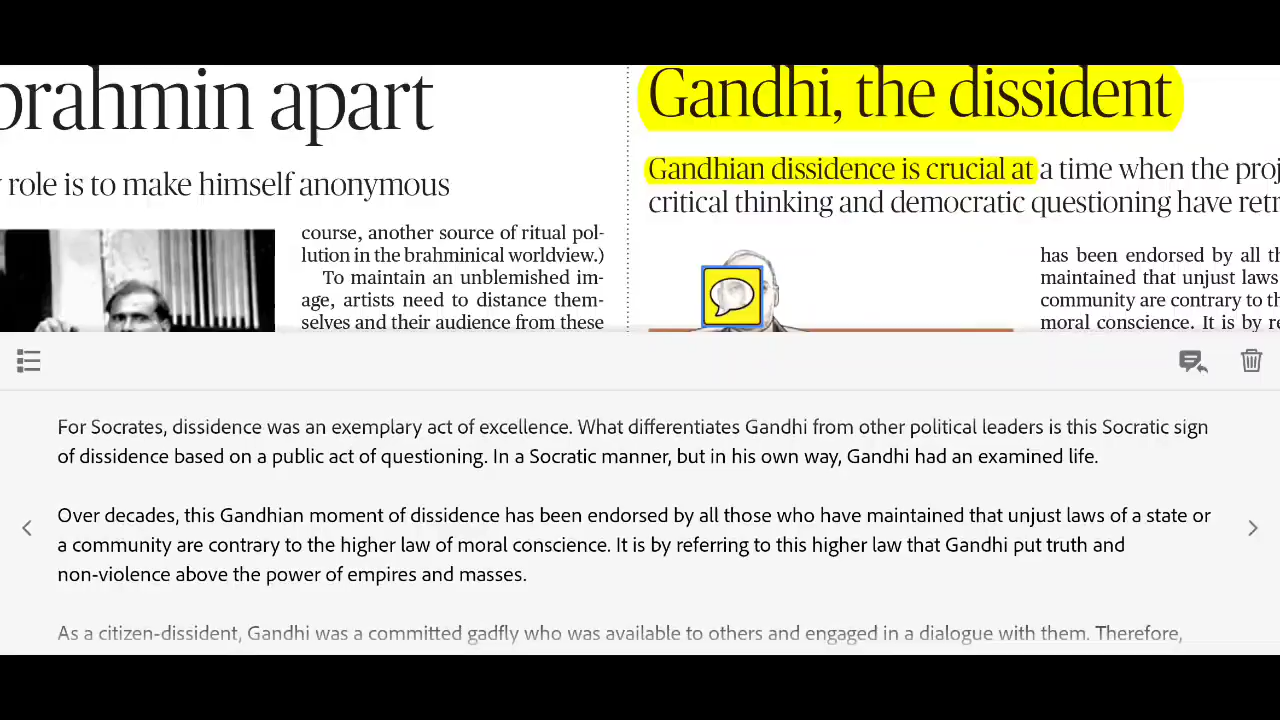 brahmin apart
role is to make himself anonymous
course, another source of ritual pol-
lution in the brahminical worldview.)
To maintain an unblemished im-
age, artists need to distance them-
selves and their audience from these
Gandhi, the dissident
Gandhian dissidence is crucial at a time when the
critical thinking and democratic questioning have
has been endorsed by all
maintained that unjust laws
community are contrary to
moral conscience. It is by
For Socrates, dissidence was an exemplary act of excellence. What differentiates Gandhi from other political leaders is this Socratic sign
of dissidence based on a public act of questioning. In a Socratic manner, but in his own way, Gandhi had an examined life.
Over decades, this Gandhian moment of dissidence has been endorsed by all those who have maintained that unjust laws of a state or
a community are contrary to the higher law of moral conscience. It is by referring to this higher law that Gandhi put truth and
non-violence above the power of empires and masses.
As a citizen-dissident, Gandhi was a committed gadfly who was available to others and engaged in a dialogue with them. Therefore,